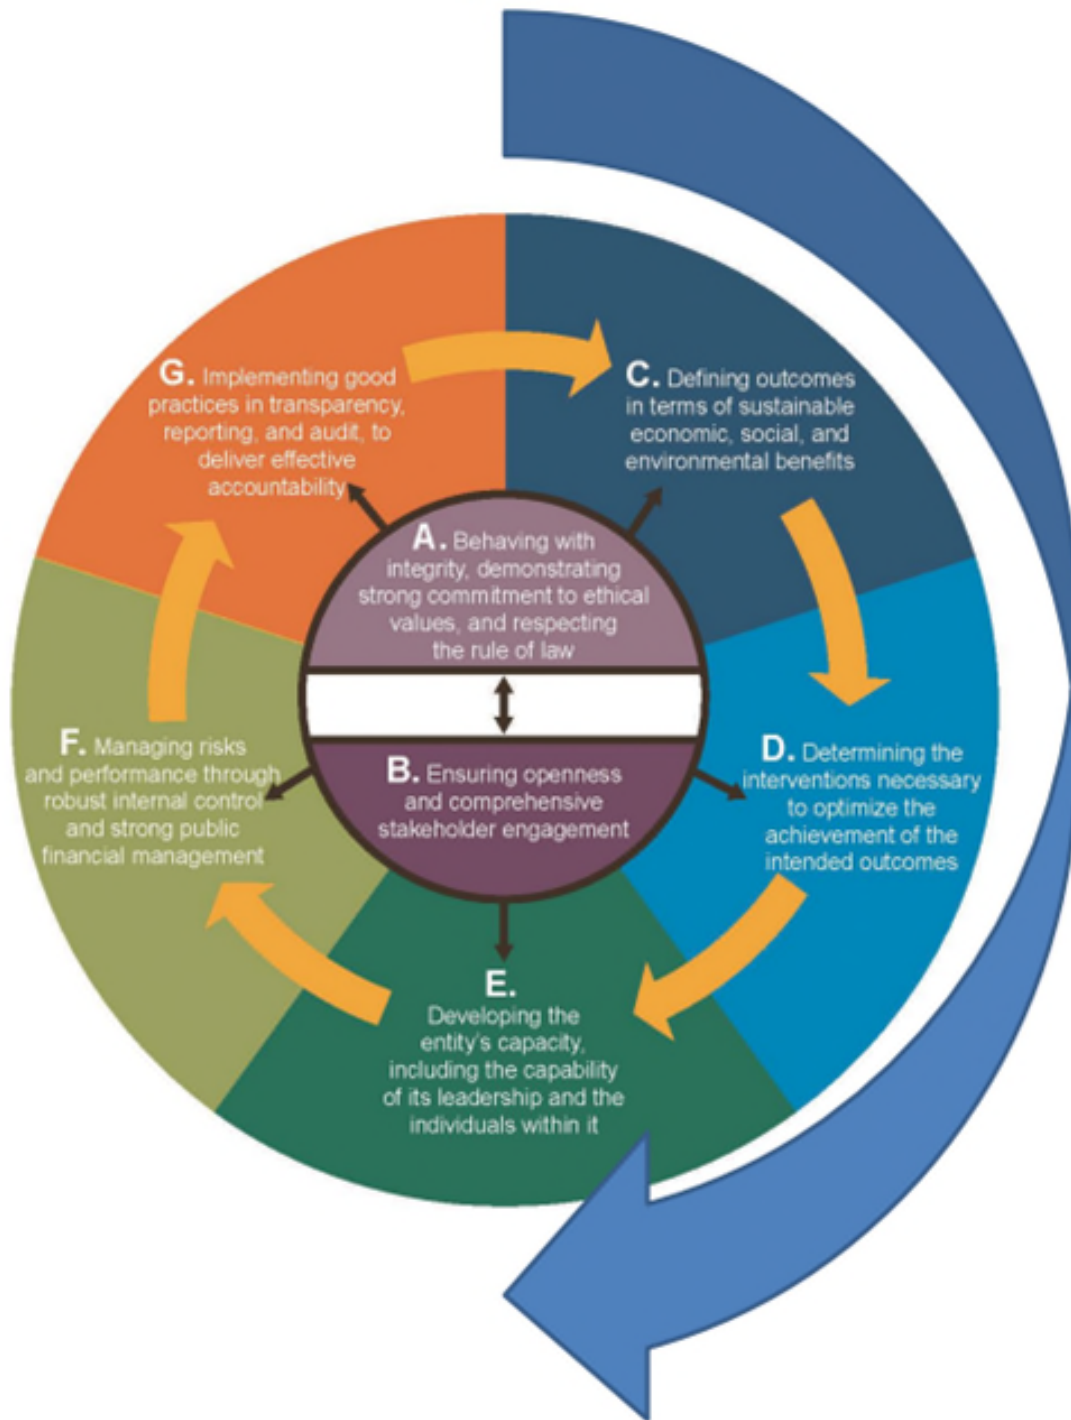 A. Behaving with
integrity, demonstrating
strong commitment to ethical
values, and respecting
the rule of law
B. Ensuring openness
and comprehensive
stakeholder engagement
C. Defining outcomes
in terms of sustainable
economic, social, and
environmental benefits
D. Determining the
interventions necessary
to optimize the
achievement of the
intended outcomes
E.
Developing the
entity's capacity,
including the capability
of its leadership and the
individuals within it
F. Managing risks
and performance through
robust internal control
and strong public
financial management
G. Implementing good
practices in transparency,
reporting, and audit, to
deliver effective
accountability